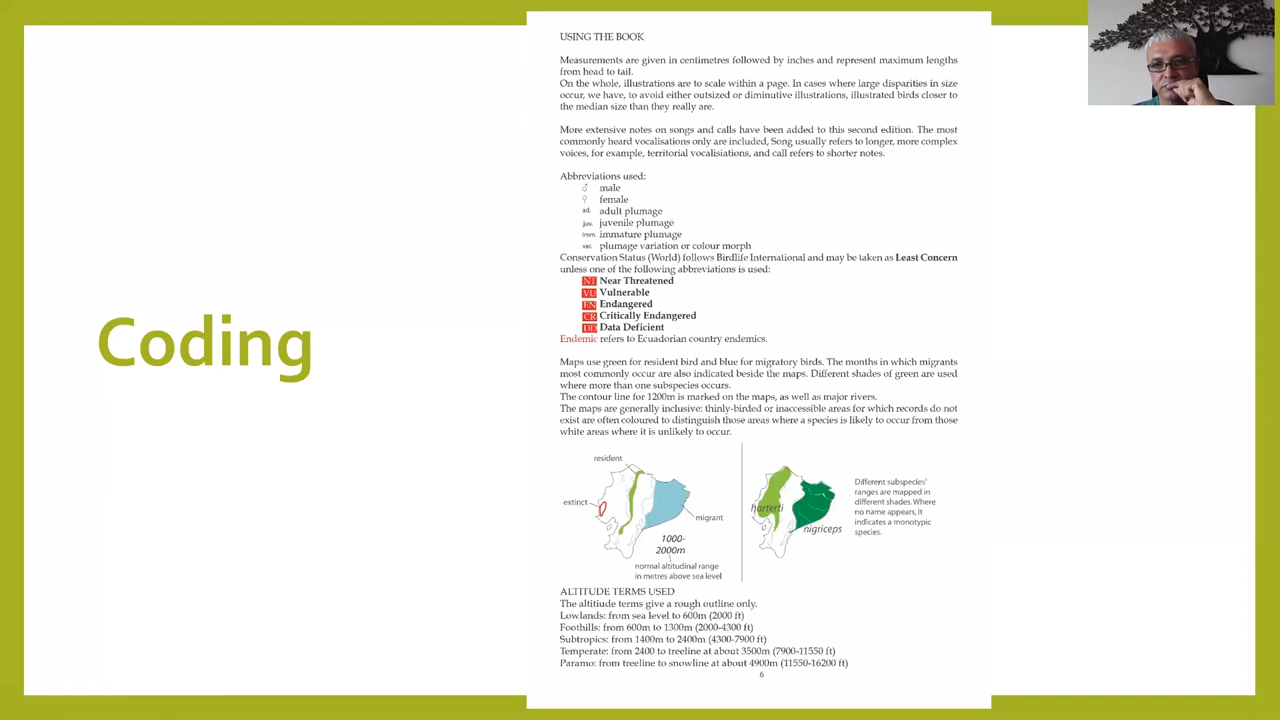 Coding
USING THE BOOK
Measurements are given in centimetres followed by inches and represent maximum lengths
from head to tail.
On the whole, illustrations are to scale within a page. In cases where large disparities in size
occur, we have, to avoid either outsized or diminutive illustrations, illustrated birds closer to
the median size than they really are.
More extensive notes on songs and calls have been added to this second edition. The most
commonly heard vocalisations only are included, Song usually refers to longer, more complex
voices, for example, territorial vocalisiations, and call refers to shorter notes.
Abbreviations used:
♂ male
♀ female
ad. adult plumage
juv. juvenile plumage
imm. immature plumage
var. plumage variation or colour morph
Conservation Status (World) follows Birdlife International and may be taken as Least Concern
unless one of the following abbreviations is used:
NT Near Threatened
VU Vulnerable
EN Endangered
CR Critically Endangered
DD Data Deficient
Endemic refers to Ecuadorian country endemics.
Maps use green for resident bird and blue for migratory birds. The months in which migrants
most commonly occur are also indicated beside the maps. Different shades of green are used
where more than one subspecies occurs.
The contour line for 1200m is marked on the maps, as well as major rivers.
The maps are generally inclusive: thinly-birded or inaccessible areas for which records do not
exist are often coloured to distinguish those areas where a species is likely to occur from those
white areas where it is unlikely to occur.
resident
extinct
migrant
1000-
2000m
normal altitudinal range
in metres above sea level
harterti
nigriceps
Different subspecies'
ranges are mapped in
different shades. Where
no name appears, it
indicates a monotypic
species.
ALTITUDE TERMS USED
The altitiude terms give a rough outline only.
Lowlands: from sea level to 600m (2000 ft)
Foothills: from 600m to 1300m (2000-4300 ft)
Subtropics: from 1400m to 2400m (4300-7900 ft)
Temperate: from 2400 to treeline at about 3500m (7900-11550 ft)
Paramo: from treeline to snowline at about 4900m (11550-16200 ft)
6